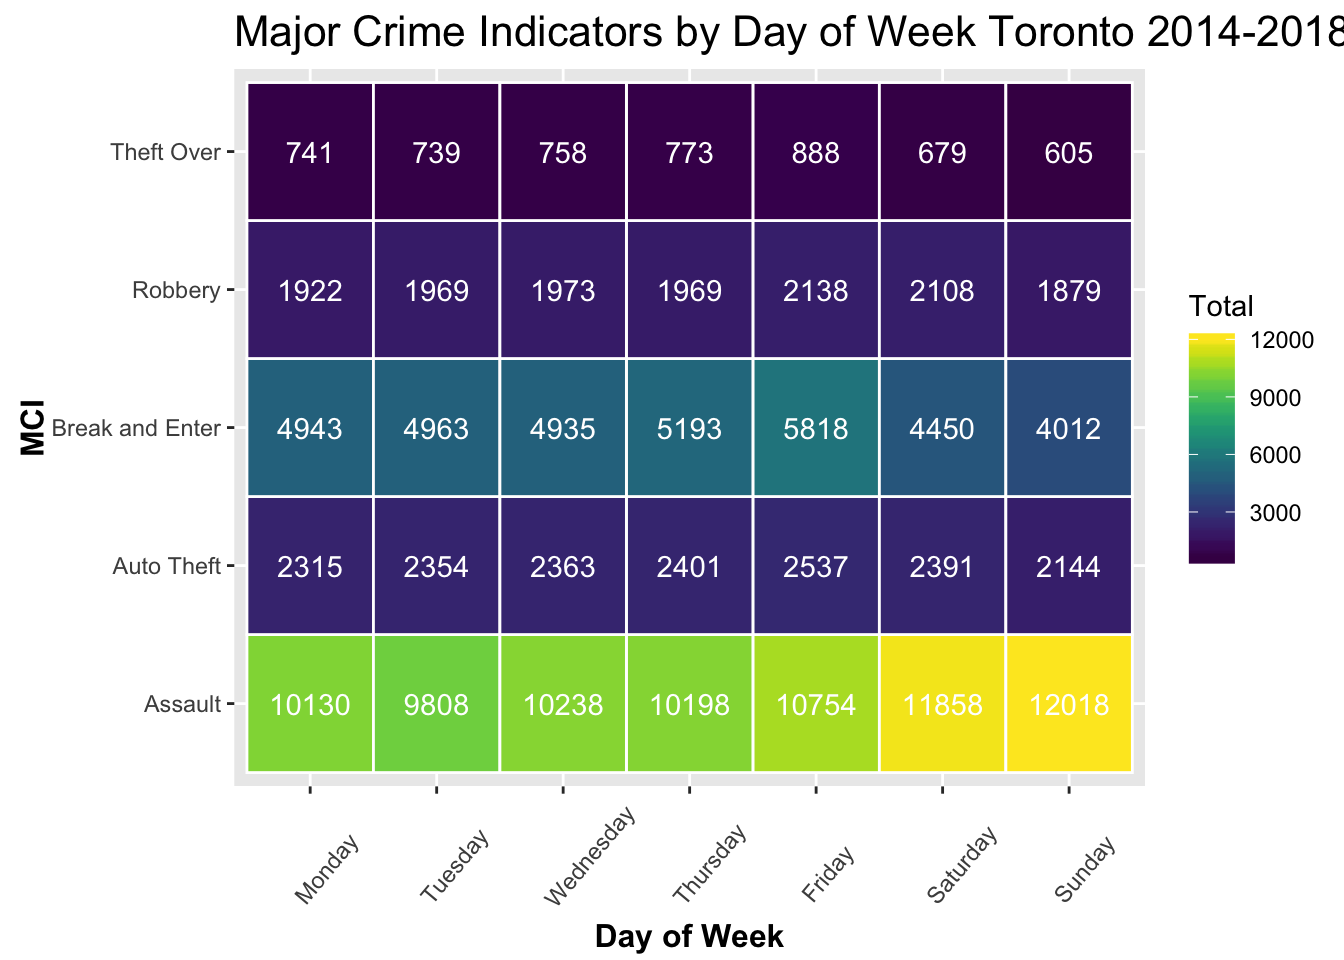 Major Crime Indicators by Day of Week Toronto 2014-2018
Theft Over 741 739 758 773 888 679 605
Robbery 1922 1969 1973 1969 2138 2108 1879
Break and Enter 4943 4963 4935 5193 5818 4450 4012
Auto Theft 2315 2354 2363 2401 2537 2391 2144
Assault 10130 9808 10238 10198 10754 11858 12018
MCI
Monday Tuesday Wednesday Thursday Friday Saturday Sunday
Day of Week
Total
12000
9000
6000
3000